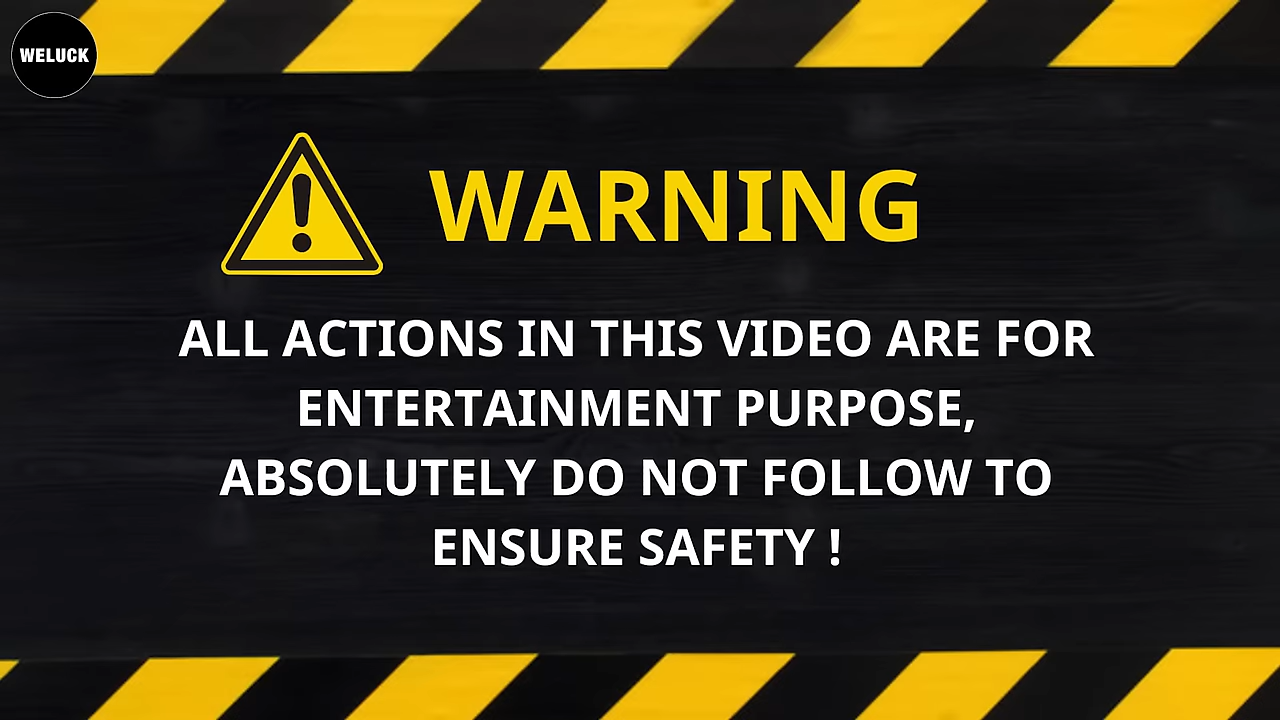 WELUCK
WARNING
ALL ACTIONS IN THIS VIDEO ARE FOR
ENTERTAINMENT PURPOSE,
ABSOLUTELY DO NOT FOLLOW TO
ENSURE SAFETY !